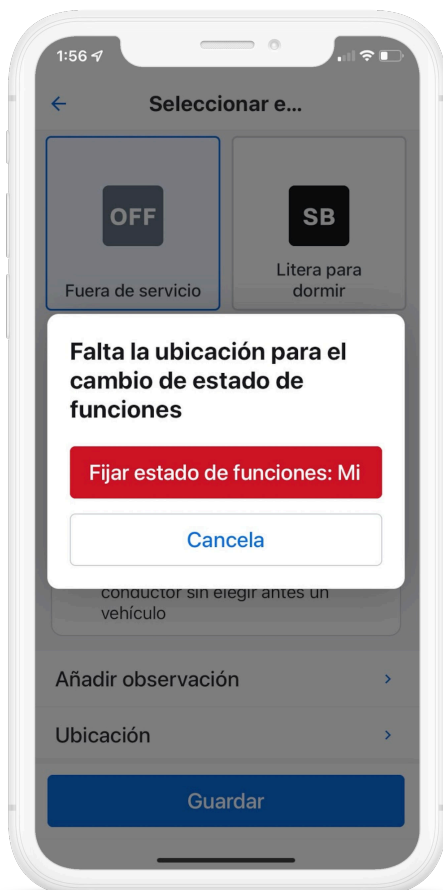 1:56
Seleccionar e...
OFF
SB
Fuera de servicio
Litera para
dormir
Falta la ubicación para el
cambio de estado de
funciones
Fijar estado de funciones: Mi
Cancela
conductor sin elegir antes un
vehículo
Añadir observación
Ubicación
Guardar